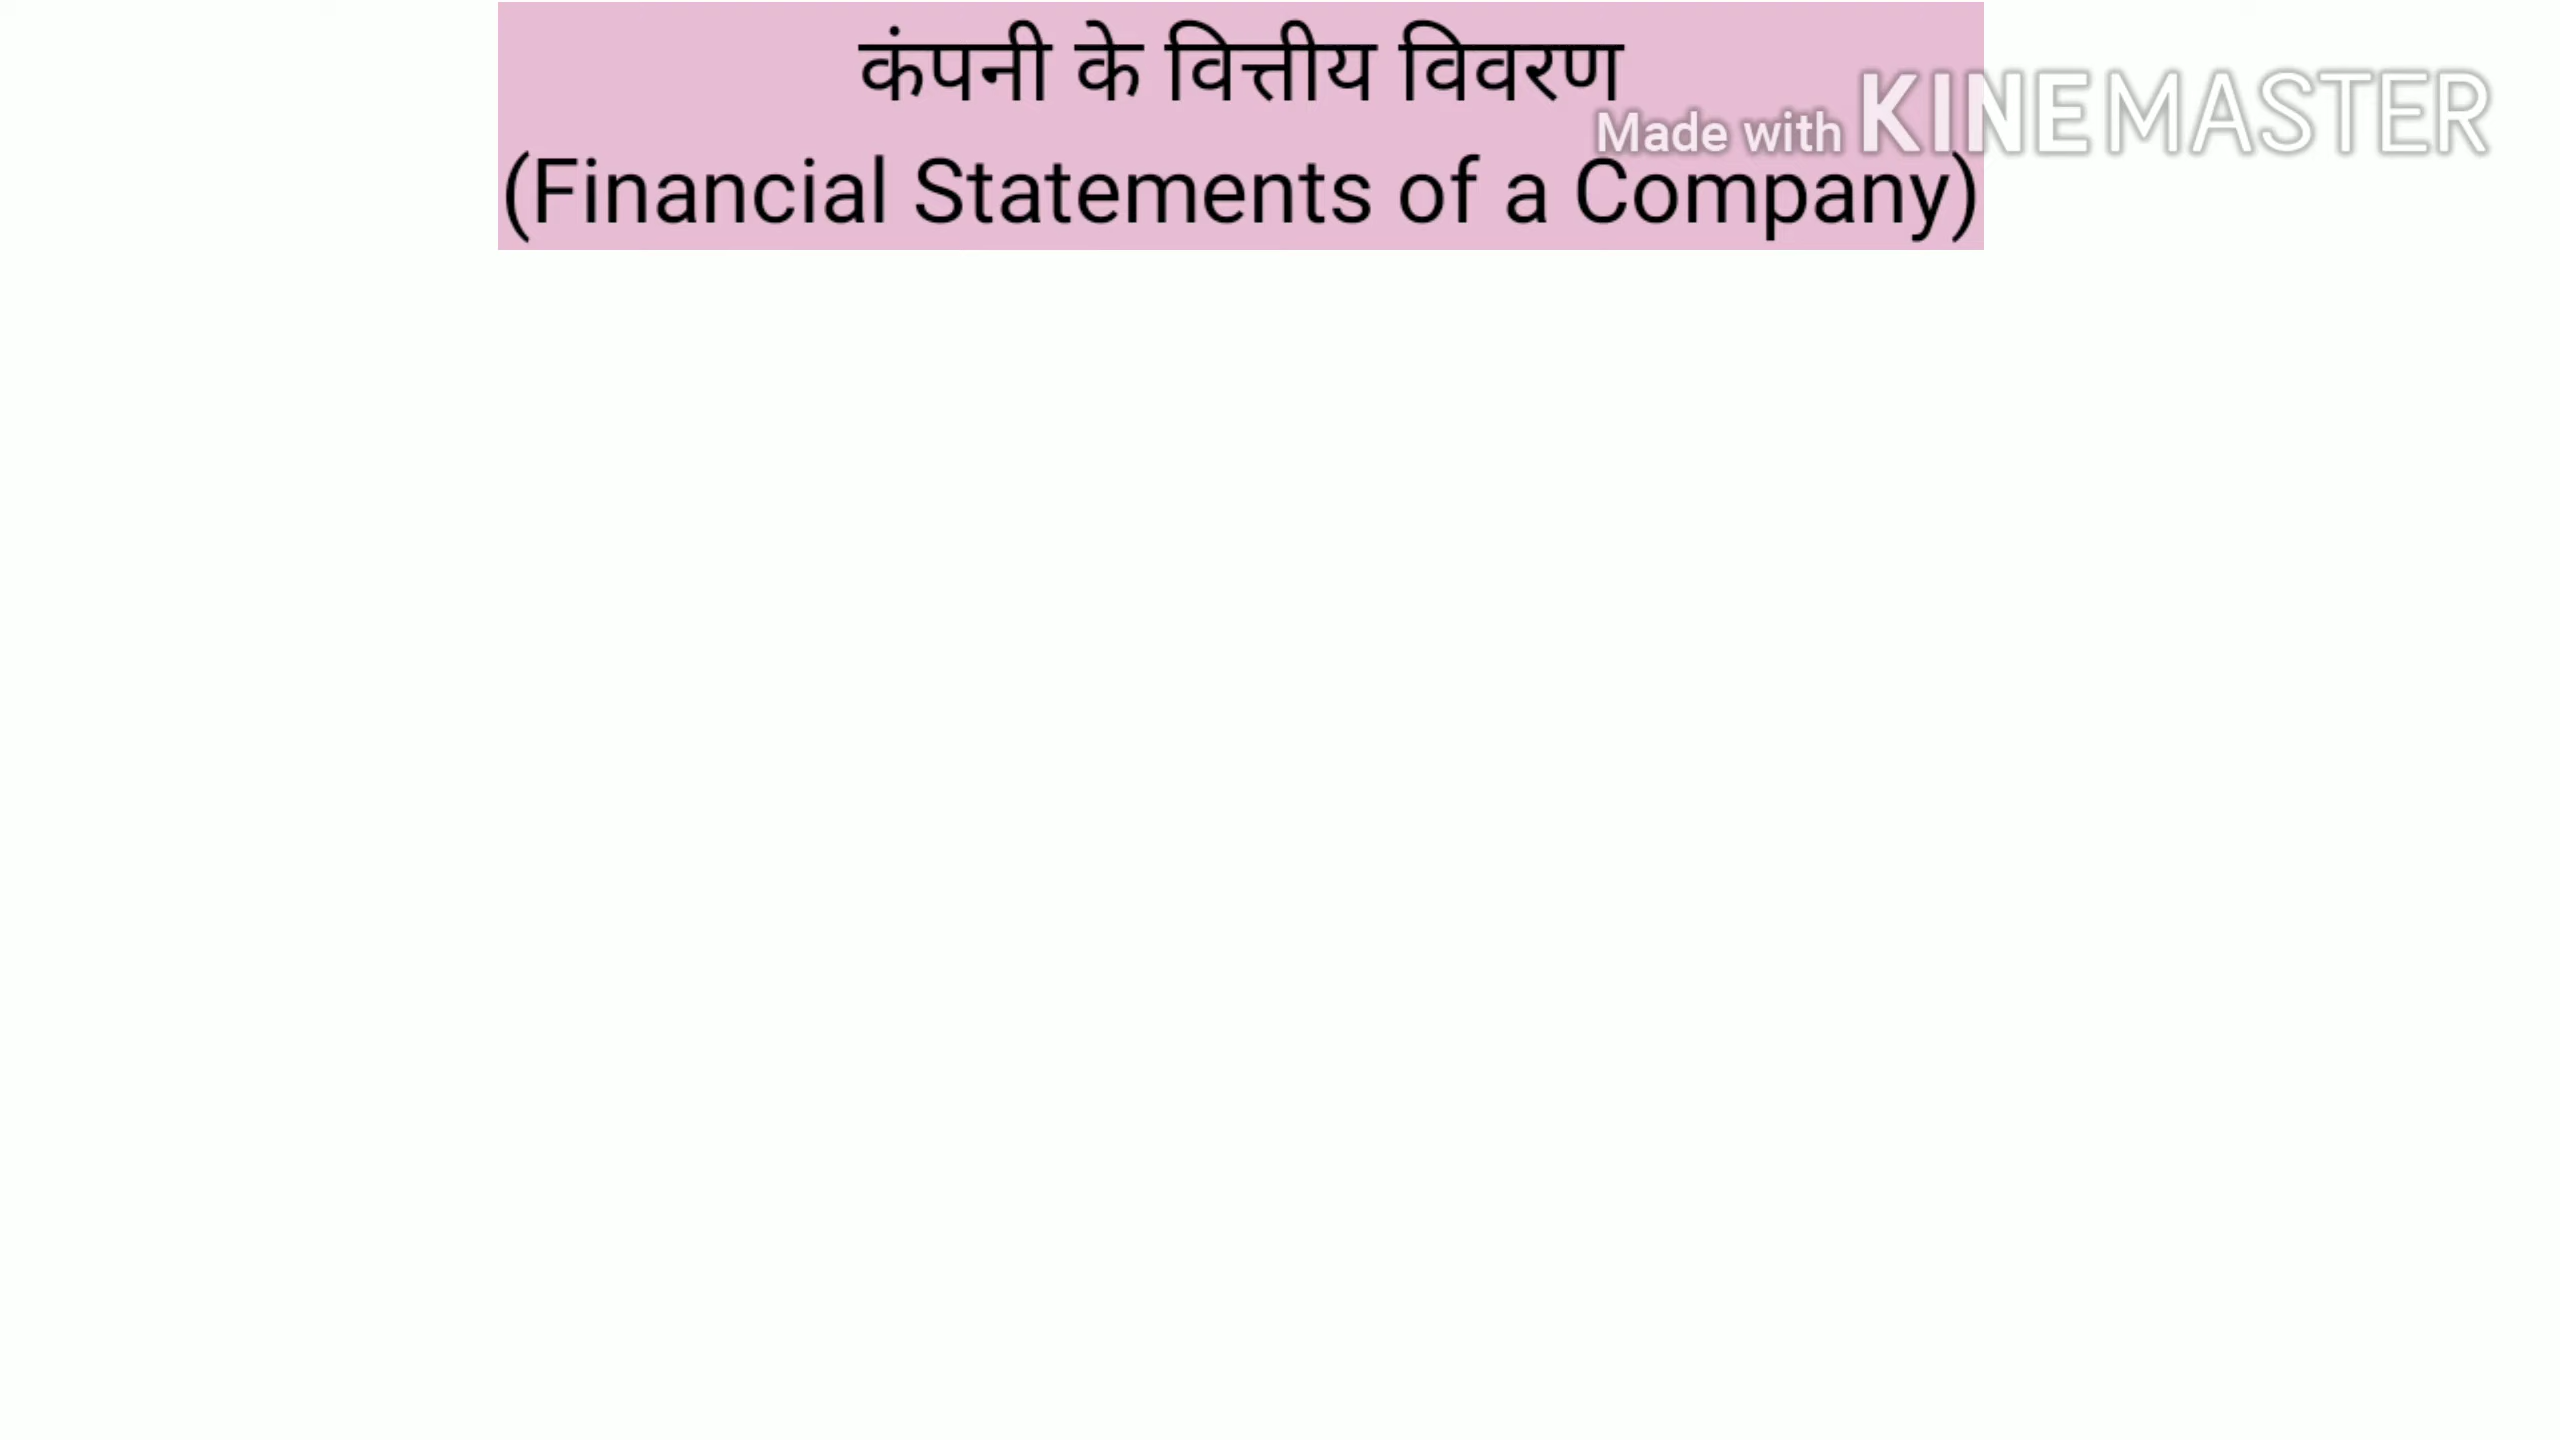 कंपनी के वित्तीय विवरण
Made with KINEMASTER
(Financial Statements of a Company)